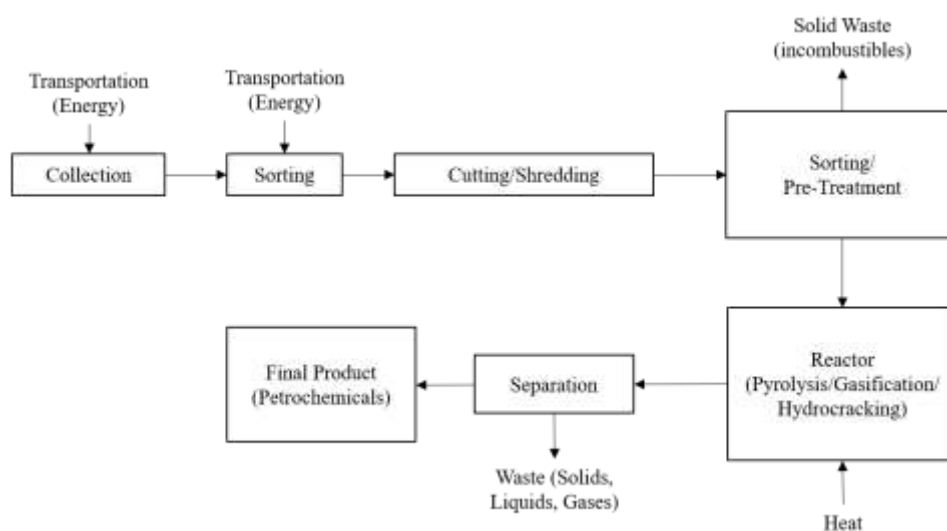 Solid Waste
(incombustibles)
Transportation
(Energy)
Transportation
(Energy)
Collection
Sorting
Cutting/Shredding
Sorting/
Pre-Treatment
Final Product
(Petrochemicals)
Separation
Reactor
(Pyrolysis/Gasification/
Hydrocracking)
Waste (Solids,
Liquids, Gases)
Heat